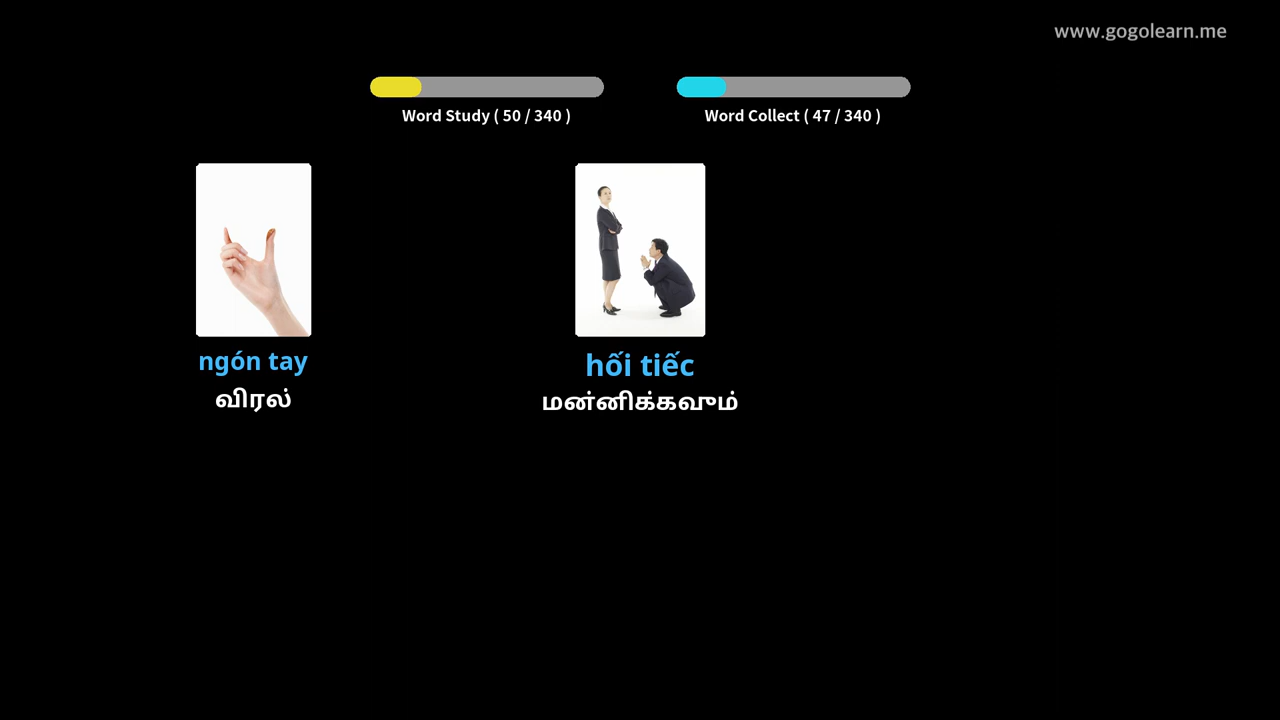 www.gogolearn.me
Word Study ( 50 / 340 )
Word Collect ( 47 / 340 )
ngón tay
விரல்
hối tiếc
மன்னிக்கவும்